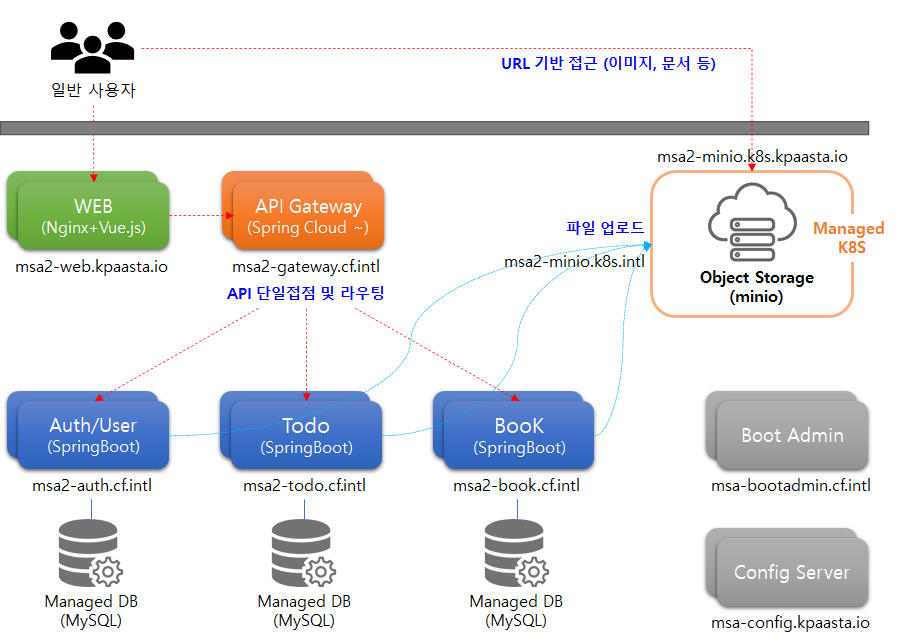 URL 기반 접근 (이미지, 문서 등)
일반 사용자
msa2-minio.k8s.kpaasta.io
WEB
(Nginx+Vue.js)
msa2-web.kpaasta.io
API Gateway
(Spring Cloud ~)
msa2-gateway.cf.intl
API 단일접점 및 라우팅
파일 업로드
msa2-minio.k8s.intl
Object Storage
(minio)
Managed
K8S
Auth/User
(SpringBoot)
msa2-auth.cf.intl
Todo
(SpringBoot)
msa2-todo.cf.intl
BooK
(SpringBoot)
msa2-book.cf.intl
Boot Admin
msa-bootadmin.cf.intl
Managed DB
(MySQL)
Managed DB
(MySQL)
Managed DB
(MySQL)
Config Server
msa-config.kpaasta.io